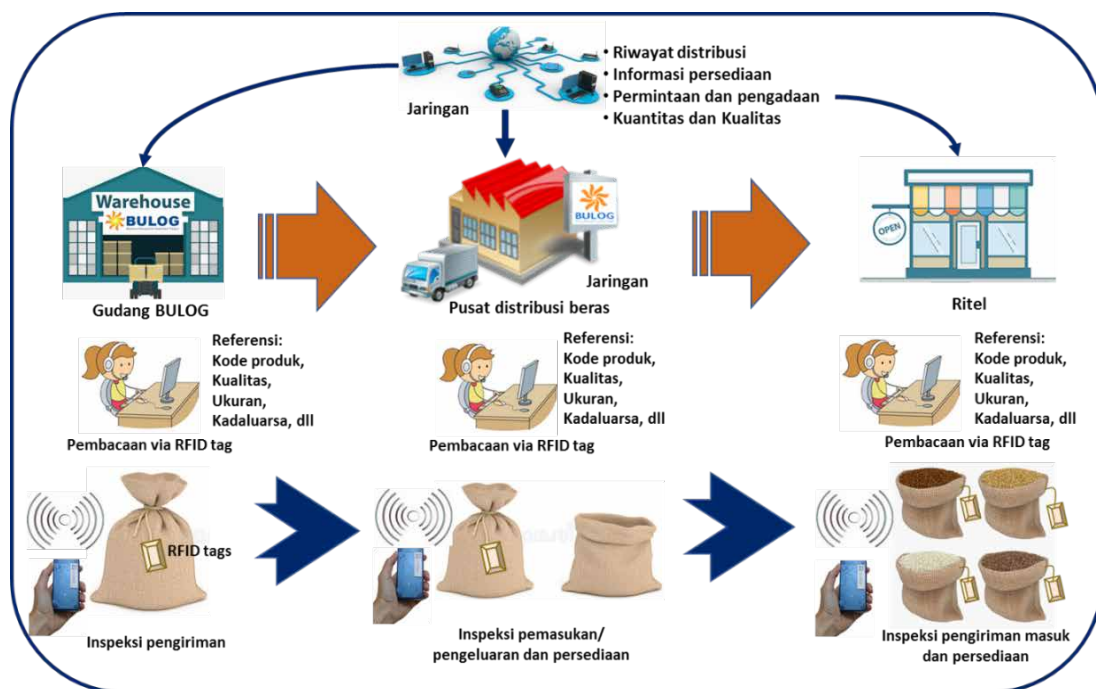 • Riwayat distribusi
• Informasi persediaan
• Permintaan dan pengadaan
• Kuantitas dan Kualitas
Jaringan
Warehouse
BULOG
Gudang BULOG
BULOG
Jaringan
Pusat distribusi beras
OPEN
Ritel
Referensi:
Kode produk,
Kualitas,
Ukuran,
Kadaluarsa, dll
Pembacaan via RFID tag
Referensi:
Kode produk,
Kualitas,
Ukuran,
Kadaluarsa, dll
Pembacaan via RFID tag
Referensi:
Kode produk,
Kualitas,
Ukuran,
Kadaluarsa, dll
Pembacaan via RFID tag
RFID tags
Inspeksi pengiriman
Inspeksi pemasukan/
pengeluaran dan persediaan
Inspeksi pengiriman masuk
dan persediaan